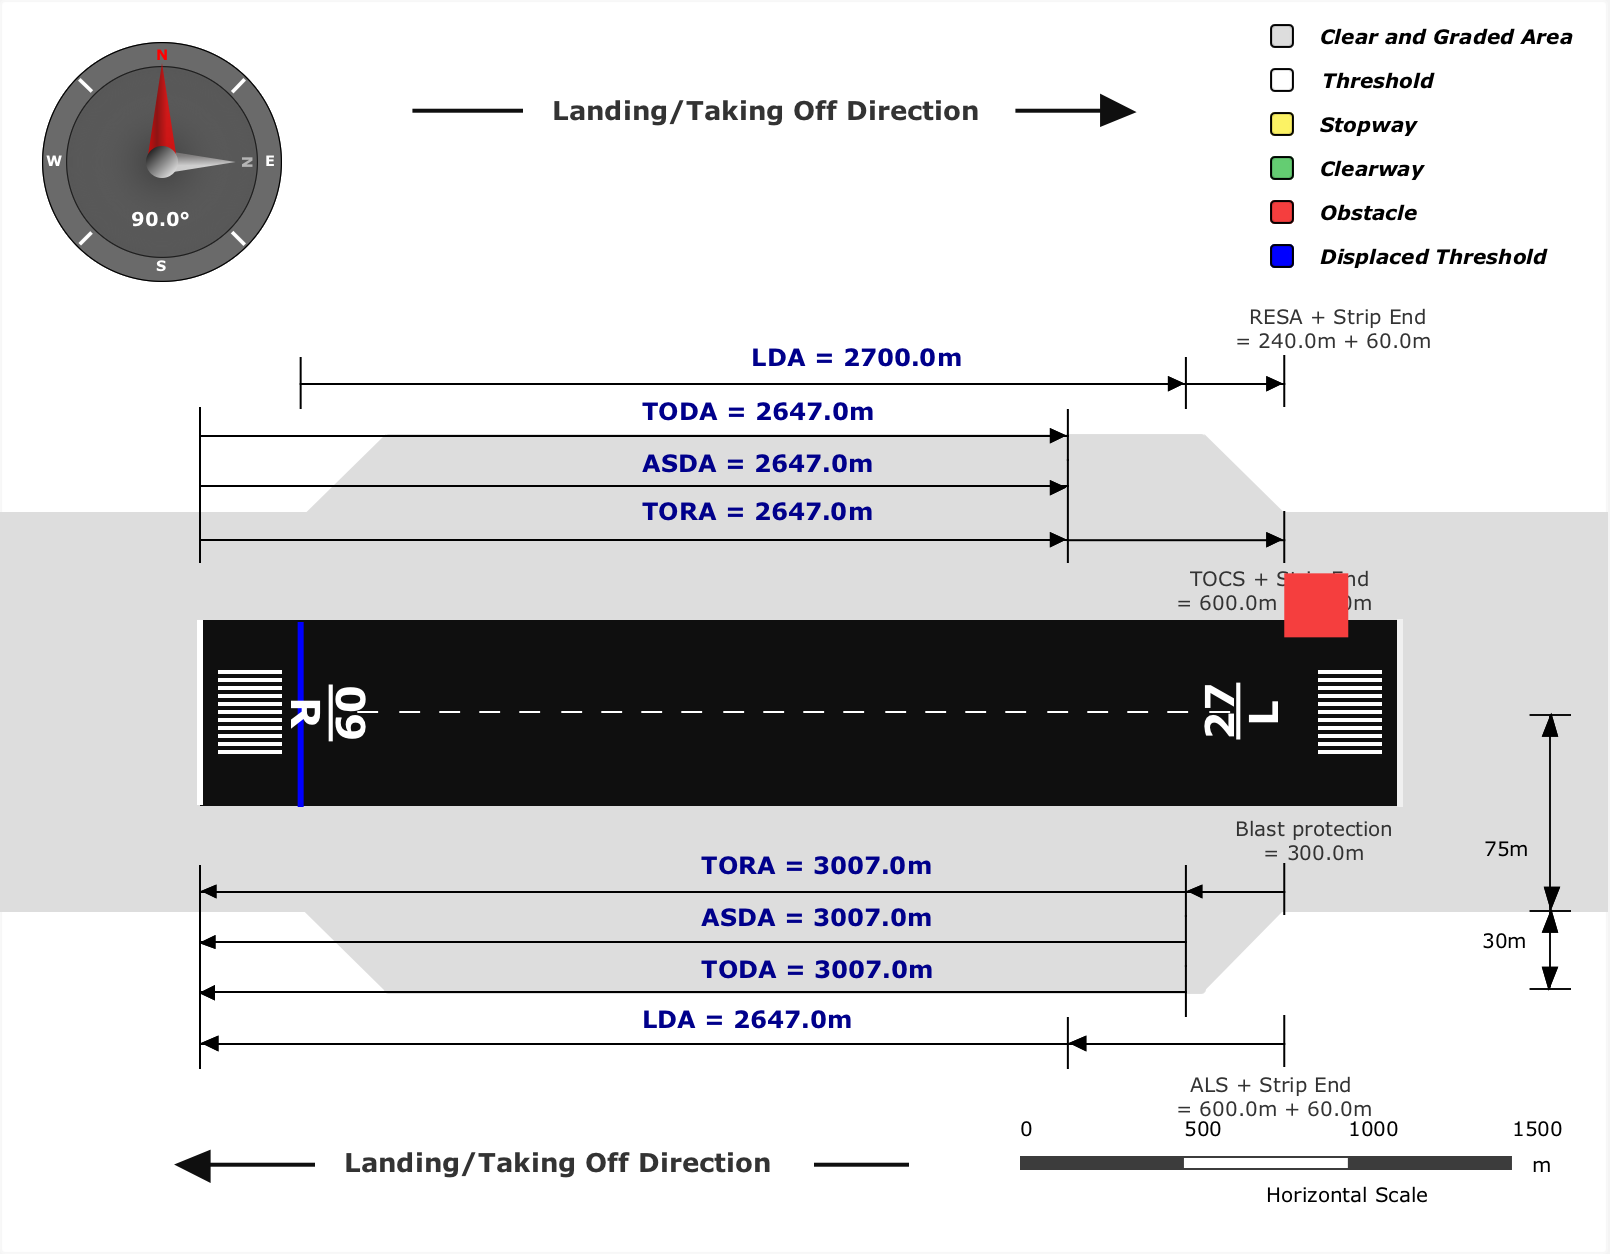 N
W
E
S
N
90.0°
Landing/Taking Off Direction
Clear and Graded Area
Threshold
Stopway
Clearway
Obstacle
Displaced Threshold
RESA + Strip End
= 240.0m + 60.0m
LDA = 2700.0m
TODA = 2647.0m
ASDA = 2647.0m
TORA = 2647.0m
TOCS + Strip End
= 600.0m
09
R
27
L
Blast protection
= 300.0m
75m
30m
TORA = 3007.0m
ASDA = 3007.0m
TODA = 3007.0m
LDA = 2647.0m
ALS + Strip End
= 600.0m + 60.0m
0 500 1000 1500
m
Horizontal Scale
Landing/Taking Off Direction